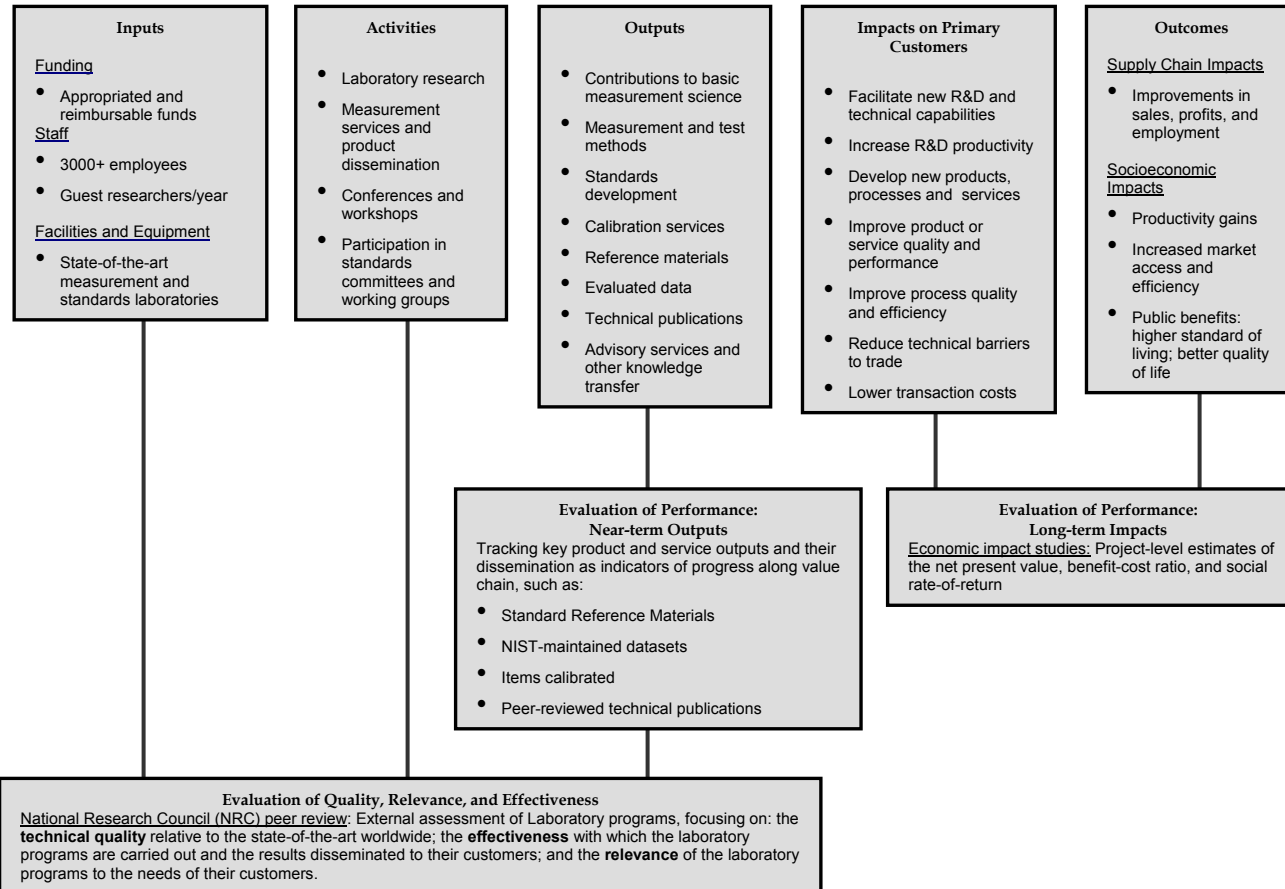 Inputs
Funding
• Appropriated and
reimbursable funds
Staff
• 3000+ employees
• Guest researchers/year
Facilities and Equipment
• State-of-the-art
measurement and
standards laboratories
Activities
• Laboratory research
• Measurement
services and
product
dissemination
• Conferences and
workshops
• Participation in
standards
committees and
working groups
Outputs
• Contributions to basic
measurement science
• Measurement and test
methods
• Standards
development
• Calibration services
• Reference materials
• Evaluated data
• Technical publications
• Advisory services and
other knowledge
transfer
Impacts on Primary
Customers
• Facilitate new R&D and
technical capabilities
• Increase R&D productivity
• Develop new products,
processes and services
• Improve product or
service quality and
performance
• Improve process quality
and efficiency
• Reduce technical barriers
to trade
• Lower transaction costs
Outcomes
Supply Chain Impacts
• Improvements in
sales, profits, and
employment
Socioeconomic
Impacts
• Productivity gains
• Increased market
access and
efficiency
• Public benefits:
higher standard of
living; better quality
of life
Evaluation of Performance:
Near-term Outputs
Tracking key product and service outputs and their
dissemination as indicators of progress along value
chain, such as:
• Standard Reference Materials
• NIST-maintained datasets
• Items calibrated
• Peer-reviewed technical publications
Evaluation of Performance:
Long-term Impacts
Economic impact studies: Project-level estimates of
the net present value, benefit-cost ratio, and social
rate-of-return
Evaluation of Quality, Relevance, and Effectiveness
National Research Council (NRC) peer review: External assessment of Laboratory programs, focusing on: the
technical quality relative to the state-of-the-art worldwide; the effectiveness with which the laboratory
programs are carried out and the results disseminated to their customers; and the relevance of the laboratory
programs to the needs of their customers.